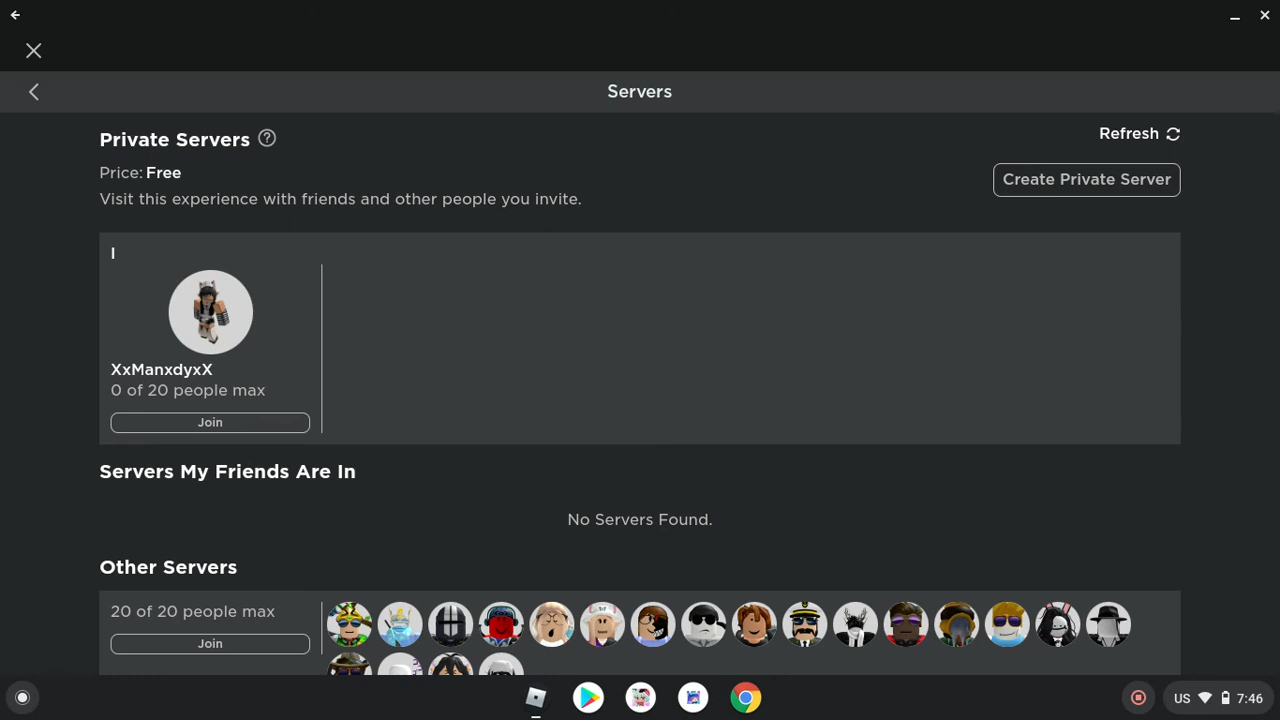 Servers
Private Servers
Refresh
Price: Free
Create Private Server
Visit this experience with friends and other people you invite.
I
XxManxdyxX
0 of 20 people max
Join
Servers My Friends Are In
No Servers Found.
Other Servers
20 of 20 people max
Join
US 7:46